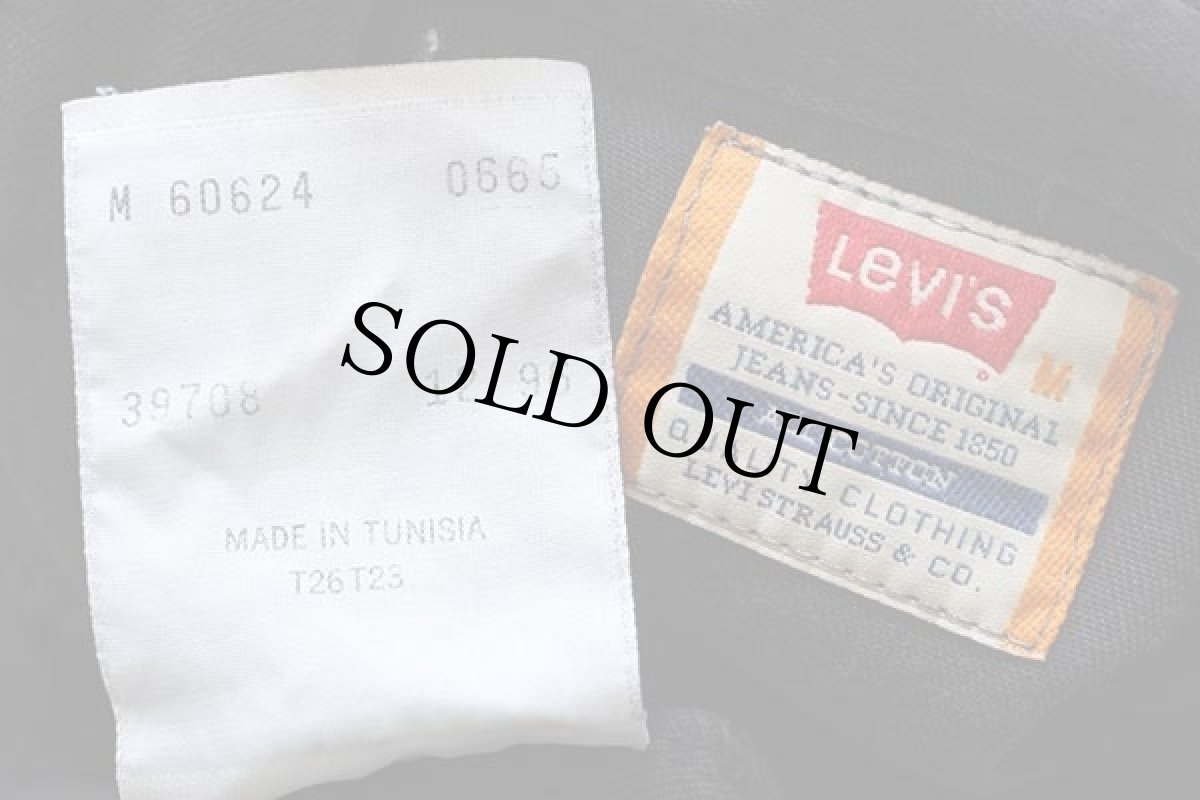 M 60624 0665
39708
MADE IN TUNISIA
T26T23
SOLD OUT
Levi's
M
AMERICA'S ORIGINAL
JEANS-SINCE 1850
QUALITY CLOTHING
LEVI STRAUSS & CO.